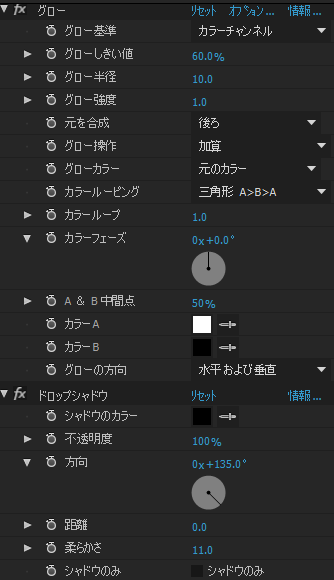 fx グロー リセット オプション... 情報...
グロー基準 カラーチャンネル
グローしきい値 60.0%
グロー半径 10.0
グロー強度 1.0
元を合成 後ろ
グロー操作 加算
グローカラー 元のカラー
カラールーピング 三角形 A>B>A
カラーループ 1.0
カラーフェーズ 0x+0.0°
A & B 中間点 50%
カラーA
カラーB
グローの方向 水平および垂直
fx ドロップシャドウ リセット 情報...
シャドウのカラー
不透明度 100%
方向 0x+135.0°
距離 0.0
柔らかさ 11.0
シャドウのみ シャドウのみ